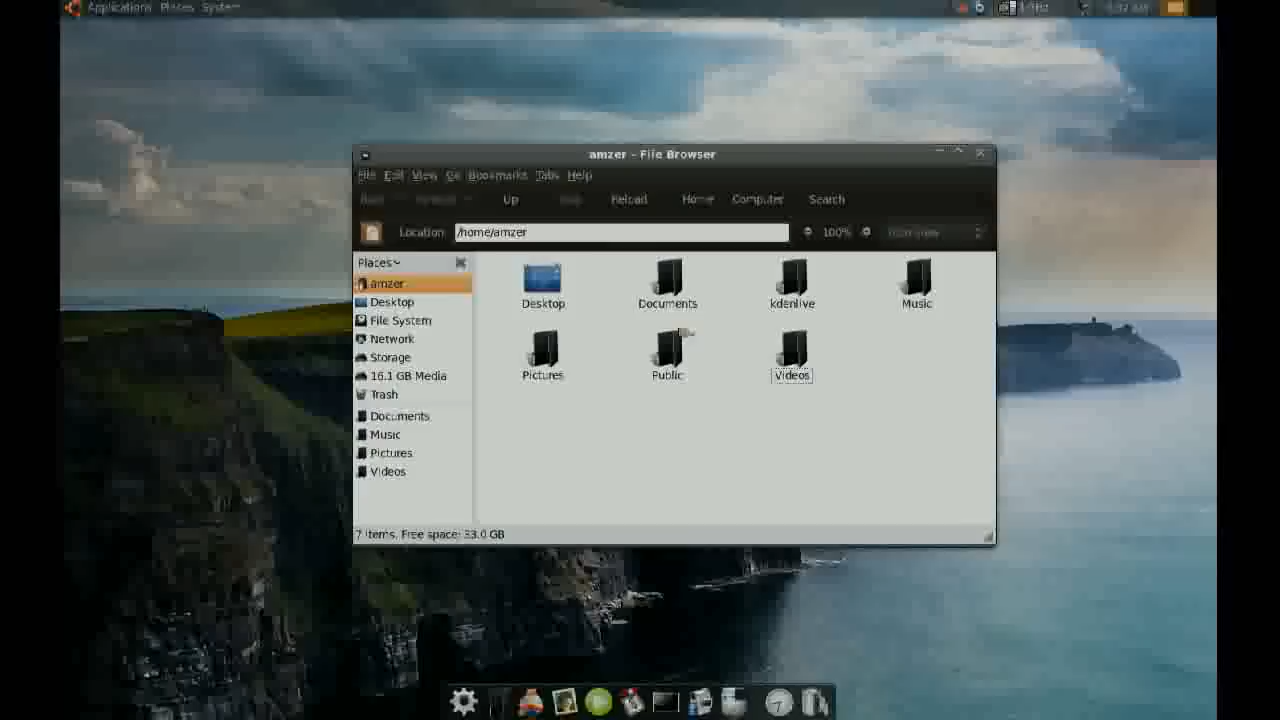 Applications Places System
amzer - File Browser
File Edit View Go Bookmarks Tabs Help
Up Reload Home Computer Search
Location: /home/amzer 100% Icon View
Places
amzer
Desktop
File System
Network
Storage
16.1 GB Media
Trash
Documents
Music
Pictures
Videos
Desktop Documents kdenlive Music
Pictures Public Videos
7 items, Free space: 33.0 GB